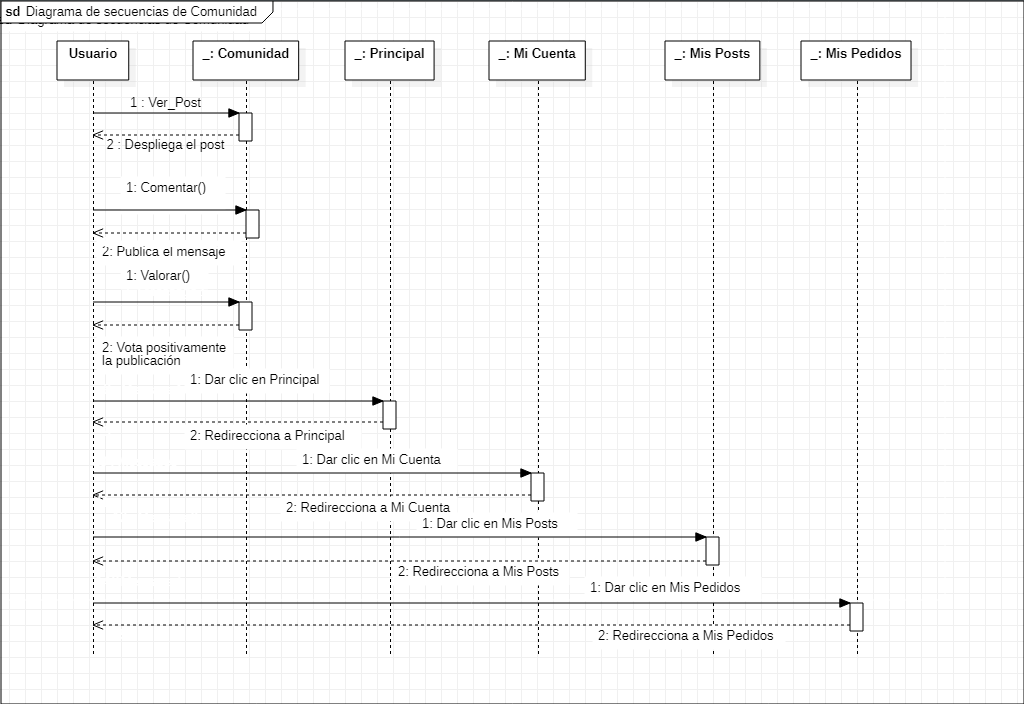 sd Diagrama de secuencias de Comunidad
Usuario
_: Comunidad
_: Principal
_: Mi Cuenta
_: Mis Posts
_: Mis Pedidos
1 : Ver_Post
2 : Despliega el post
1: Comentar()
2: Publica el mensaje
1: Valorar()
2: Vota positivamente
la publicación
1: Dar clic en Principal
2: Redirecciona a Principal
1: Dar clic en Mi Cuenta
2: Redirecciona a Mi Cuenta
1: Dar clic en Mis Posts
2: Redirecciona a Mis Posts
1: Dar clic en Mis Pedidos
2: Redirecciona a Mis Pedidos